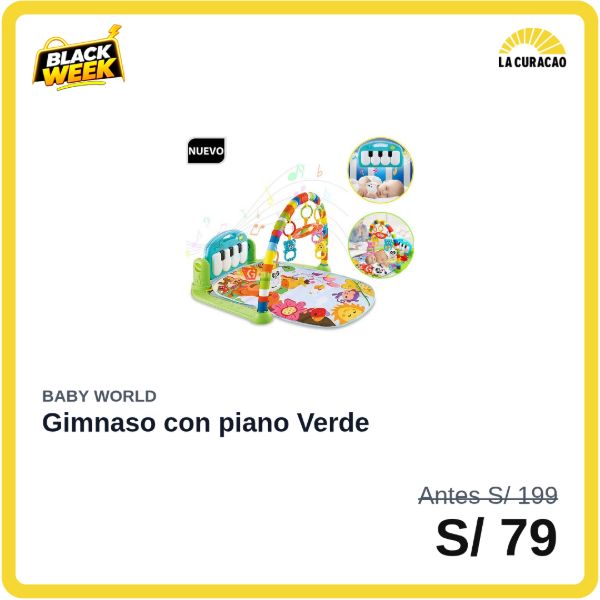 BLACK
WEEK
LA CURACAO
NUEVO
BABY WORLD
Gimnaso con piano Verde
Antes S/ 199
S/ 79